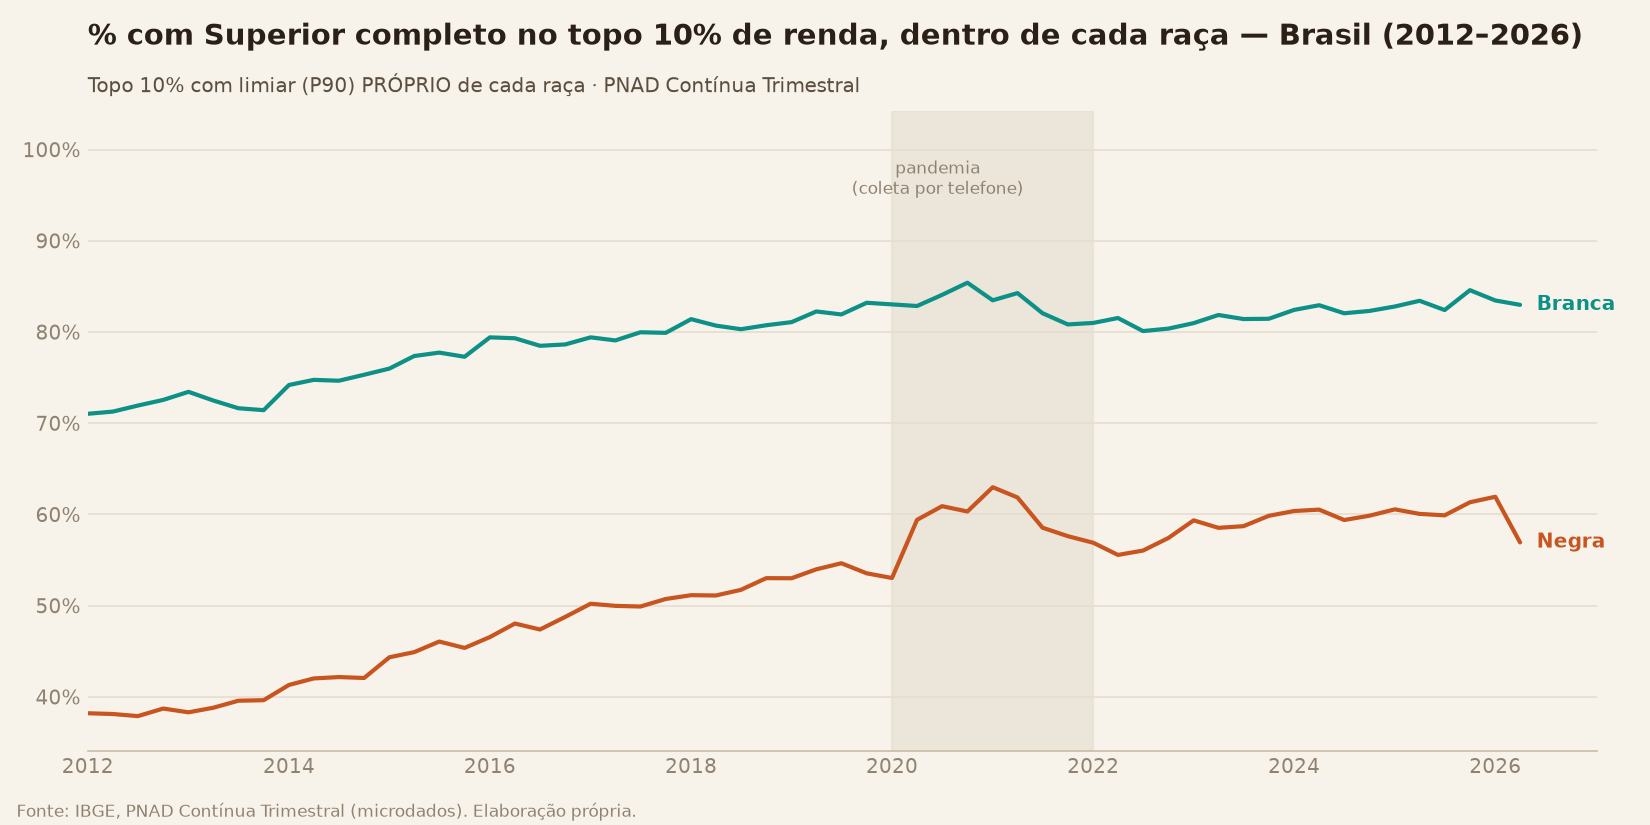 % com Superior completo no topo 10% de renda, dentro de cada raça — Brasil (2012–2026)
Topo 10% com limiar (P90) PRÓPRIO de cada raça · PNAD Contínua Trimestral
100%
pandemia
(coleta por telefone)
90%
80%
Branca
70%
60%
Negra
50%
40%
2012 2014 2016 2018 2020 2022 2024 2026
Fonte: IBGE, PNAD Contínua Trimestral (microdados). Elaboração própria.